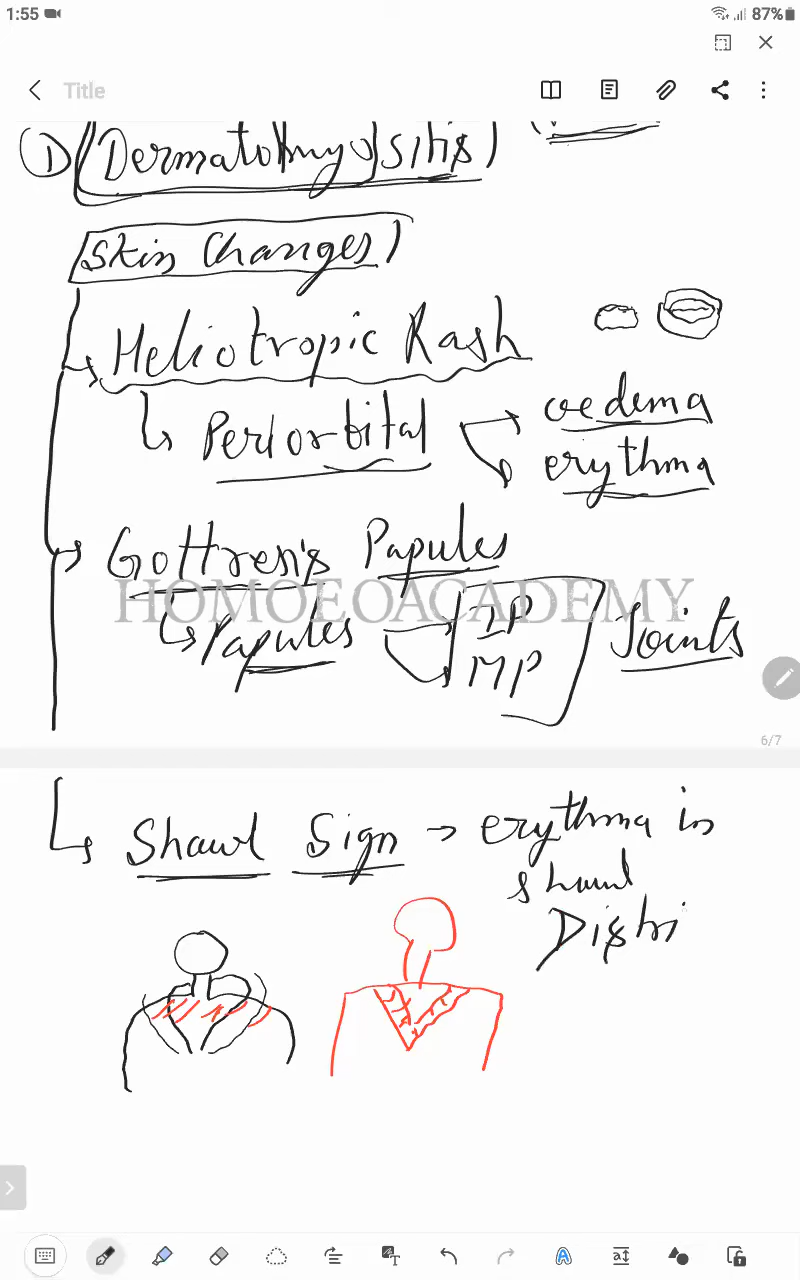 1:55 87%
Title
① Dermatomyositis
Skin Changes
Heliotropic Rash
Periorbital oedema
erythma
Gottren's Papules
HOMOEOACADEMY
Papules IP Joints
MP
6/7
Shawl Sign → erythma in
shawl
Distri